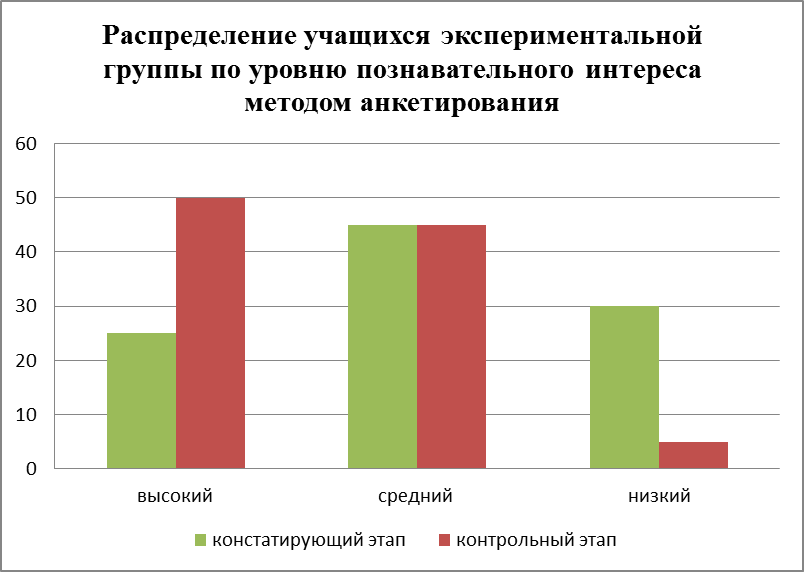 Распределение учащихся экспериментальной
группы по уровню познавательного интереса
методом анкетирования
60
50
40
30
20
10
0
высокий средний низкий
констатирующий этап контрольный этап